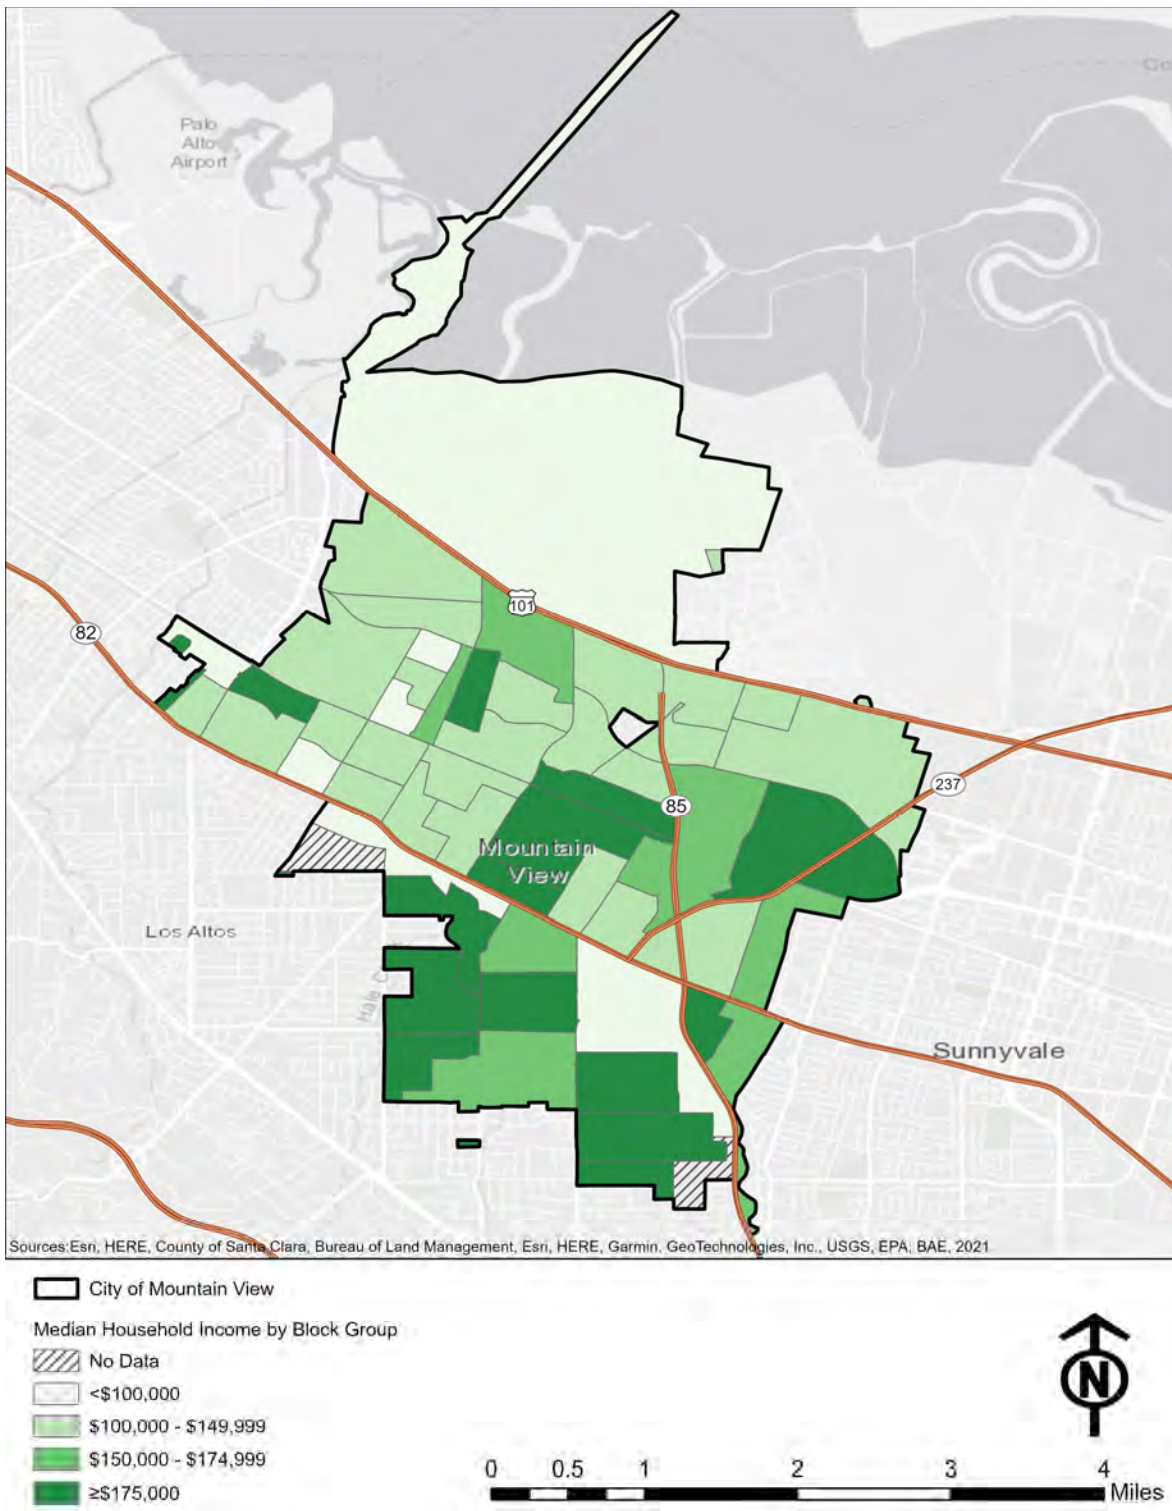 Palo
Alto
Airport
101
82
237
85
Mountain
View
Los Altos
Sunnyvale
Sources:Esri, HERE, County of Santa Clara, Bureau of Land Management, Esri, HERE, Garmin, GeoTechnologies, Inc., USGS, EPA, BAE, 2021
City of Mountain View
Median Household Income by Block Group
No Data
<$100,000
$100,000 - $149,999
$150,000 - $174,999
≥$175,000
N
0 0.5 1 2 3 4
Miles